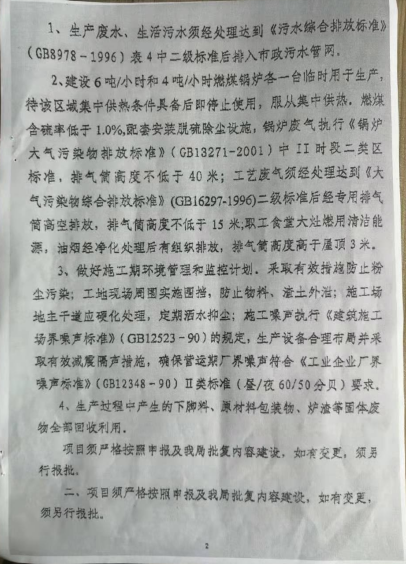 1、生产废水、生活污水须经处理达到《污水综合排放标准》
(GB8978-1996)表4中二级标准后排入市政污水管网。
2、建设6吨/小时和4吨/小时燃煤锅炉各一台临时用于生产,
待该区域集中供热条件具备后即停止使用，服从集中供热。燃煤
含硫率低于1.0%,配套安装脱硫除尘设施，锅炉废气执行《锅炉
大气污染物排放标准》(GB13271-2001)中II时段二类区
标准，排气筒高度不低于40米；工艺废气须经处理达到《大
气污染物综合排放标准》(GB16297-1996)二级标准后经专用排气
筒高空排放，排气筒高度不低于15米;职工食堂大灶燃用清洁能
源，油烟经净化处理后有组织排放，排气筒高度高于屋顶3米。
3、做好施工期环境管理和监控计划。采取有效措施防止粉
尘污染；工地现场周围实施围挡，防止物料、渣土外泄；施工场
地主干道应硬化处理，定期洒水抑尘；施工噪声执行《建筑施工
场界噪声标准》(GB12523-90)的规定，生产设备合理布局并采
取有效减震隔声措施，确保营运期厂界噪声符合《工业企业厂界
噪声标准》(GB12348-90)Ⅱ类标准（昼/夜60/50分贝）要求。
4、生产过程中产生的下脚料、原材料包装物、炉渣等固体废
物全部回收利用。
项目须严格按照申报及我局批复内容建设，如有变更，须另
行报批。
二、项目须严格按照申报及我局批复内容建设，如有变更，
须另行报批。
2